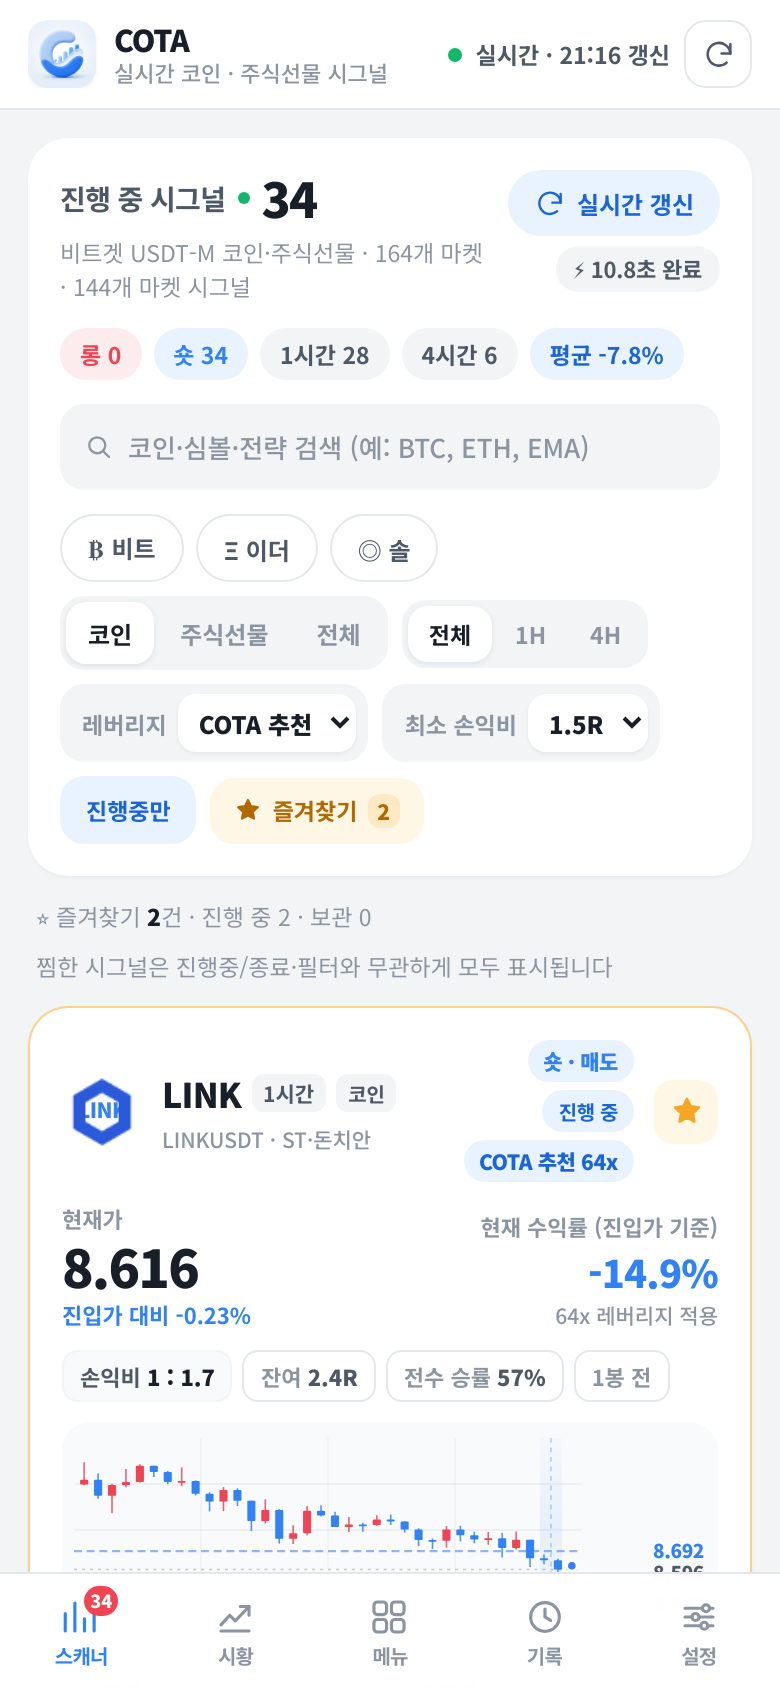 COTA
실시간 코인 · 주식선물 시그널
실시간 · 21:16 갱신
진행 중 시그널 34
실시간 갱신
비트겟 USDT-M 코인·주식선물 · 164개 마켓
· 144개 마켓 시그널
⚡ 10.8초 완료
롱 0 숏 34 1시간 28 4시간 6 평균 -7.8%
코인·심볼·전략 검색 (예: BTC, ETH, EMA)
₿ 비트 Ξ 이더 ◎ 솔
코인 주식선물 전체 전체 1H 4H
레버리지 COTA 추천 최소 손익비 1.5R
진행중만 ★ 즐겨찾기 2
☆ 즐겨찾기 2건 · 진행 중 2 · 보관 0
찜한 시그널은 진행중/종료·필터와 무관하게 모두 표시됩니다
LINK
LINK 1시간 코인
LINKUSDT · ST·돈치안
숏 · 매도
진행 중
COTA 추천 64x
현재가
8.616
진입가 대비 -0.23%
현재 수익률 (진입가 기준)
-14.9%
64x 레버리지 적용
손익비 1 : 1.7 잔여 2.4R 전수 승률 57% 1봉 전
8.692
8.596
34
스캐너 시황 메뉴 기록 설정